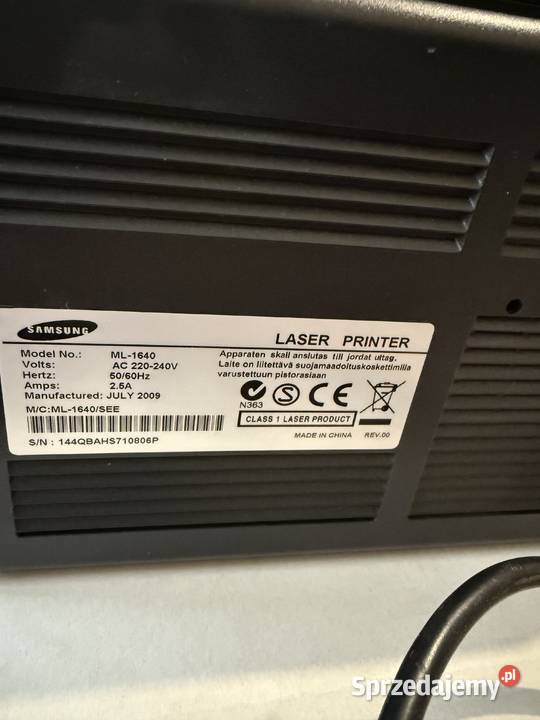 SAMSUNG
LASER PRINTER
Model No.: ML-1640
Volts: AC 220-240V
Hertz: 50/60Hz
Amps: 2.5A
Manufactured: JULY 2009
M/C:ML-1640/SEE
S/N : 144QBAHS710806P
Apparaten skall anslutas till jordat uttag.
Laite on liitettävä suojamaadoituskoskettimilla
varustettuun pistorasiaan
N363
S
CE
CLASS 1 LASER PRODUCT
MADE IN CHINA REV.00
Sprzedajemy.pl